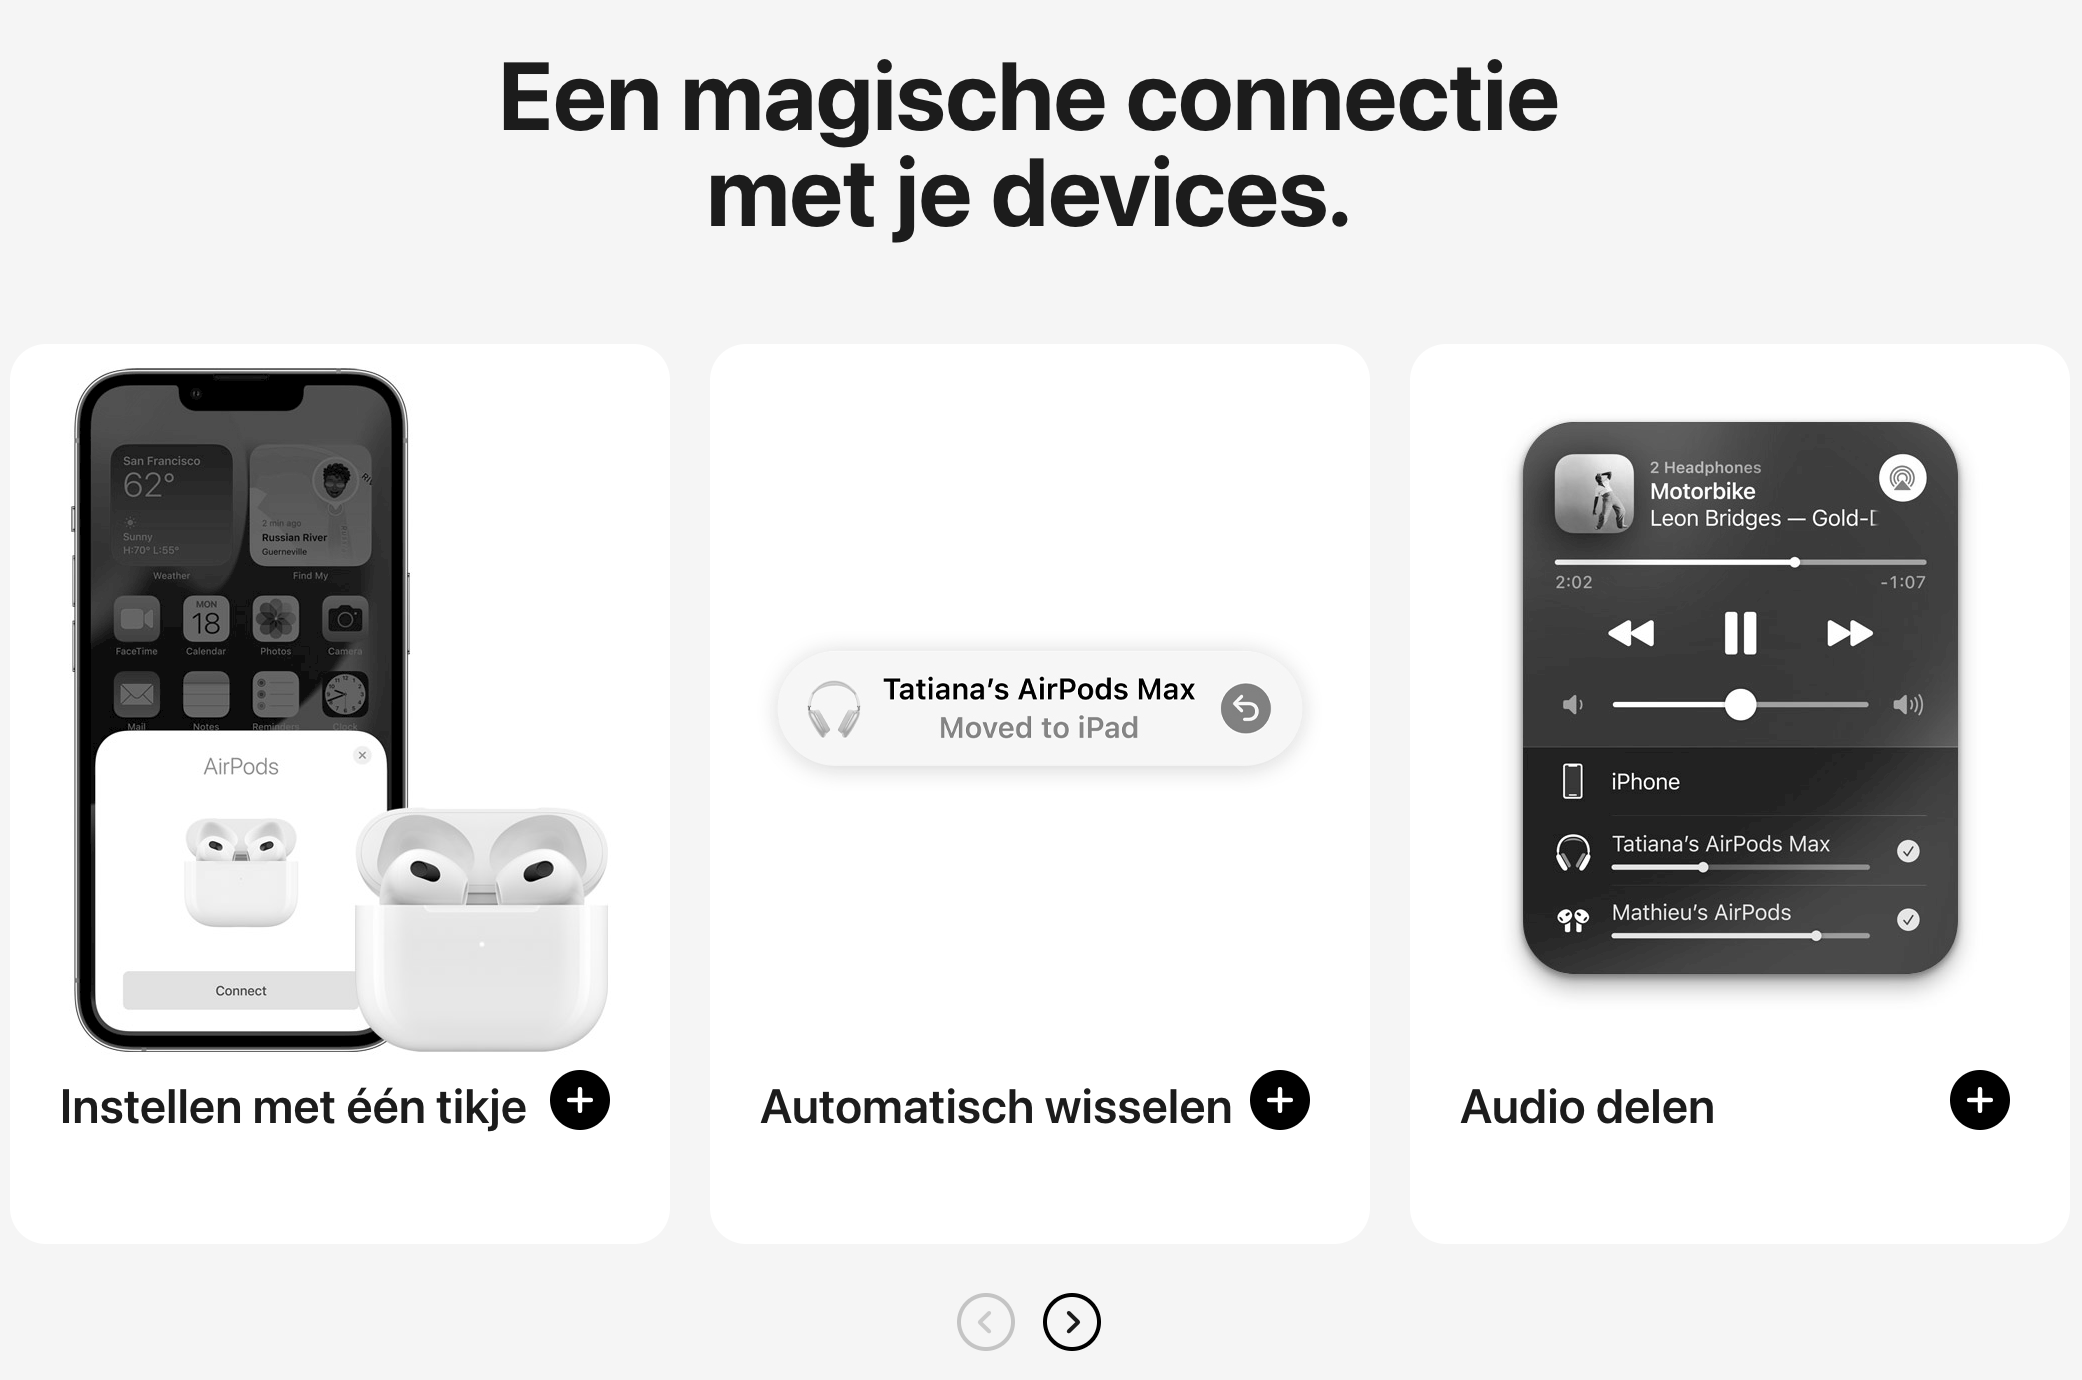 Een magische connectie
met je devices.
San Francisco
62°
Sunny
H:70° L:55°
Weather
2 min ago
Russian River
Guerneville
Find My
FaceTime
MON
18
Calendar
Photos
Camera
Mail
Notes
Reminders
Clock
AirPods
Connect
Instellen met één tikje
Tatiana’s AirPods Max
Moved to iPad
Automatisch wisselen
2 Headphones
Motorbike
Leon Bridges — Gold-
2:02
-1:07
iPhone
Tatiana’s AirPods Max
Mathieu’s AirPods
Audio delen